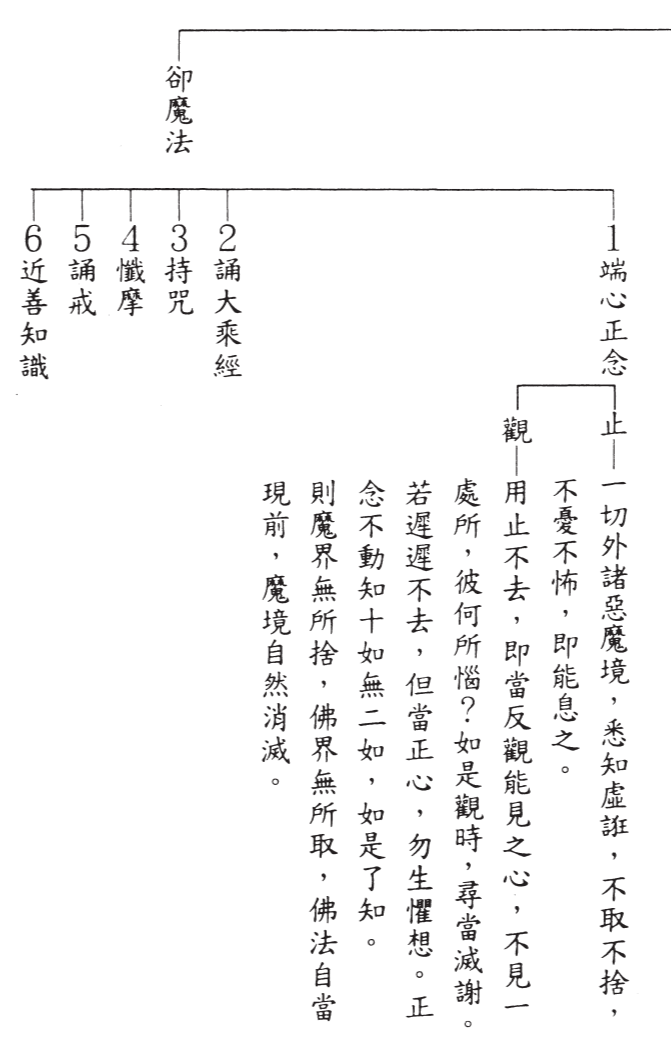 卻魔法
1端心正念
止
一切外諸惡魔境，悉知虛誑，不取不捨，
不憂不怖，即能息之。
觀
用止不去，即當反觀能見之心，不見一
處所，彼何所惱？如是觀時，尋當滅謝。
若遲遲不去，但當正心，勿生懼想。正
念不動知十如無二如，如是了知。
則魔界無所捨，佛界無所取，佛法自當
現前，魔境自然消滅。
2誦大乘經
3持咒
4懺摩
5誦戒
6近善知識